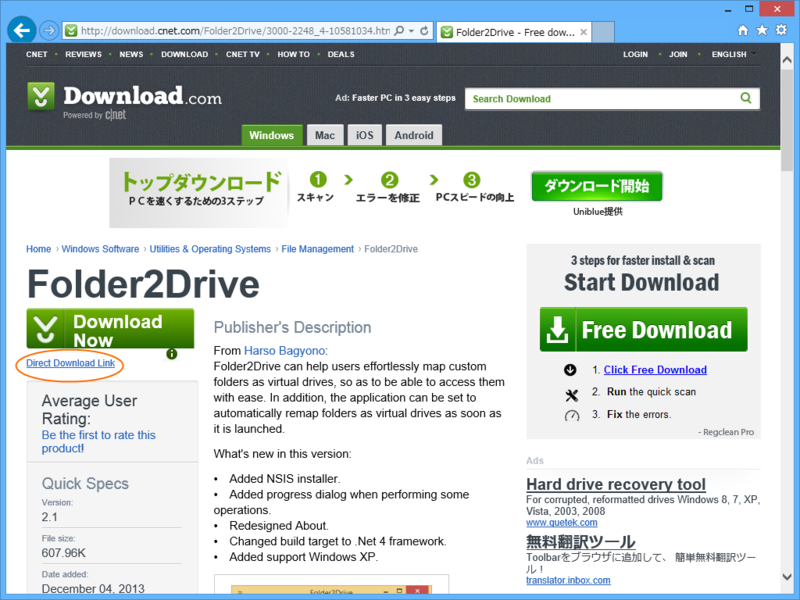 http://download.cnet.com/Folder2Drive/3000-2248_4-10581034.htm
Folder2Drive - Free dow...
CNET REVIEWS NEWS DOWNLOAD CNET TV HOW TO DEALS LOGIN JOIN ENGLISH
Download.com
Powered by c|net
Ad: Faster PC in 3 easy steps
Search Download
Windows Mac iOS Android
トップダウンロード
PCを速くするための3ステップ
1 2 3
スキャン エラーを修正 PCスピードの向上
ダウンロード開始
Uniblue提供
Home › Windows Software › Utilities & Operating Systems › File Management › Folder2Drive
Folder2Drive
Download
Now
Direct Download Link
Average User
Rating:
Be the first to rate this
product!
Quick Specs
Version:
2.1
File size:
607.96K
Date added:
December 04, 2013
Publisher's Description
From Harso Bagyono:
Folder2Drive can help users effortlessly map custom
folders as virtual drives, so as to be able to access them
with ease. In addition, the application can be set to
automatically remap folders as virtual drives as soon as
it is launched.
What's new in this version:
• Added NSIS installer.
• Added progress dialog when performing some
operations.
• Redesigned About.
• Changed build target to .Net 4 framework.
• Added support Windows XP.
Folder2Drive
3 steps for faster install & scan
Start Download
Free Download
1. Click Free Download
2. Run the quick scan
3. Fix the errors.
- Regclean Pro
Ads
Hard drive recovery tool
For corrupted, reformatted drives Windows 8, 7, XP,
Vista, 2003, 2008
www.quetek.com
無料翻訳ツール
Toolbarをブラウザに追加して、 簡単無料翻訳ツー
ル！
translator.inbox.com